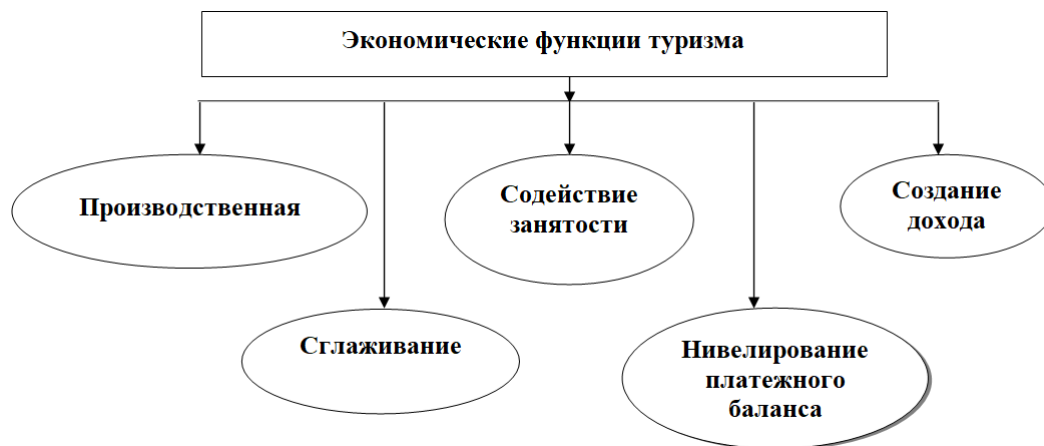 Экономические функции туризма
Производственная
Содействие
занятости
Создание
дохода
Сглаживание
Нивелирование
платежного
баланса